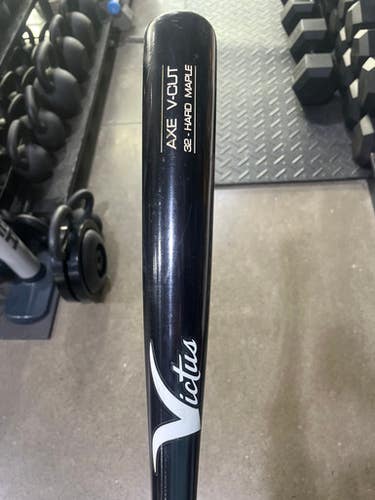 AXE V-CUT
32 - HARD MAPLE
Victus